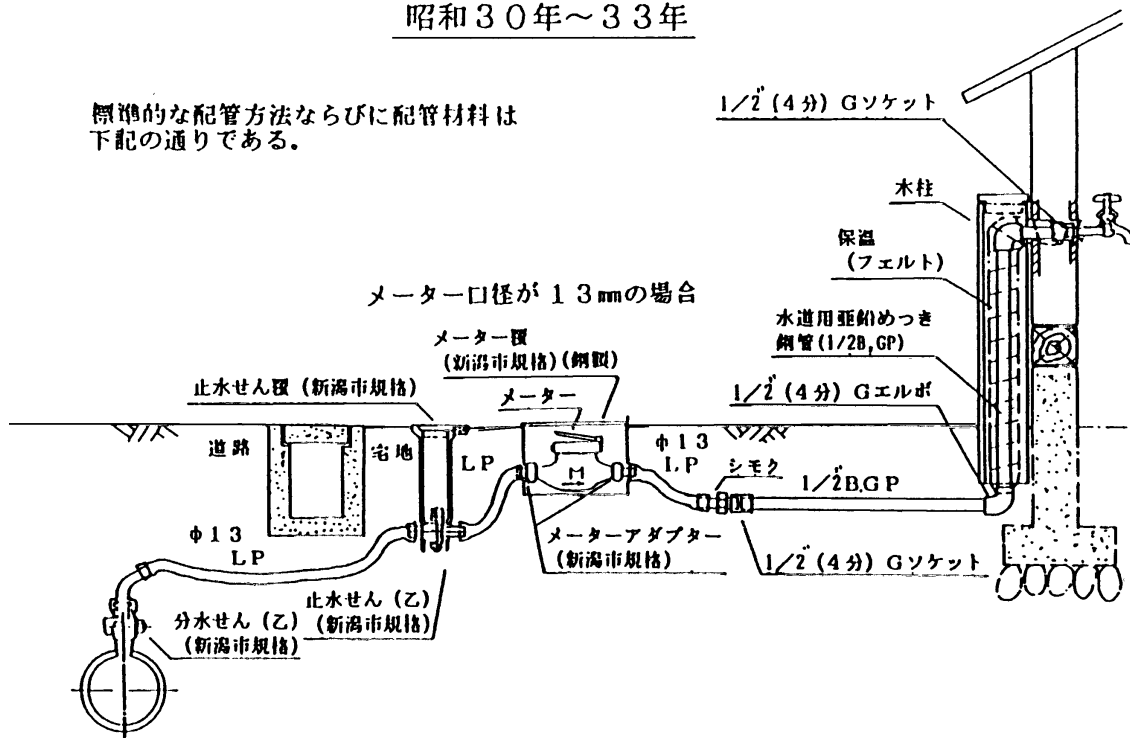 昭和30年～33年
標準的な配管方法ならびに配管材料は
下記の通りである。
1/2″(4分) Gソケット
水柱
保温
(フェルト)
メーター口径が13㎜の場合
水道用亜鉛めっき
鋼管(1/2B,GP)
メーター覆
(新潟市規格)(鋼製)
止水せん覆 (新潟市規格)
メーター
1/2″(4分) Gエルボ
道路
宅地
LP
M
φ13
LP
シモク
1/2″B.GP
φ13
LP
メーターアダプター
(新潟市規格)
1/2″(4分) Gソケット
止水せん (乙)
(新潟市規格)
分水せん (乙)
(新潟市規格)